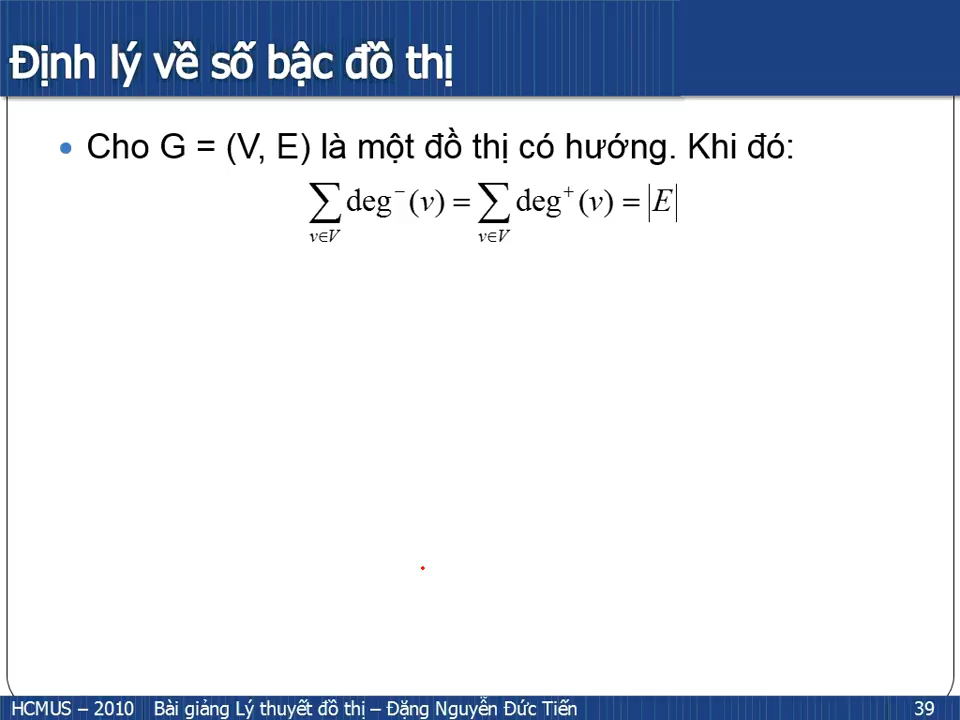 Định lý về số bậc đồ thị
• Cho G = (V, E) là một đồ thị có hướng. Khi đó:
∑_{v∈V} deg⁻(v) = ∑_{v∈V} deg⁺(v) = |E|
HCMUS – 2010 Bài giảng Lý thuyết đồ thị – Đặng Nguyễn Đức Tiến 39